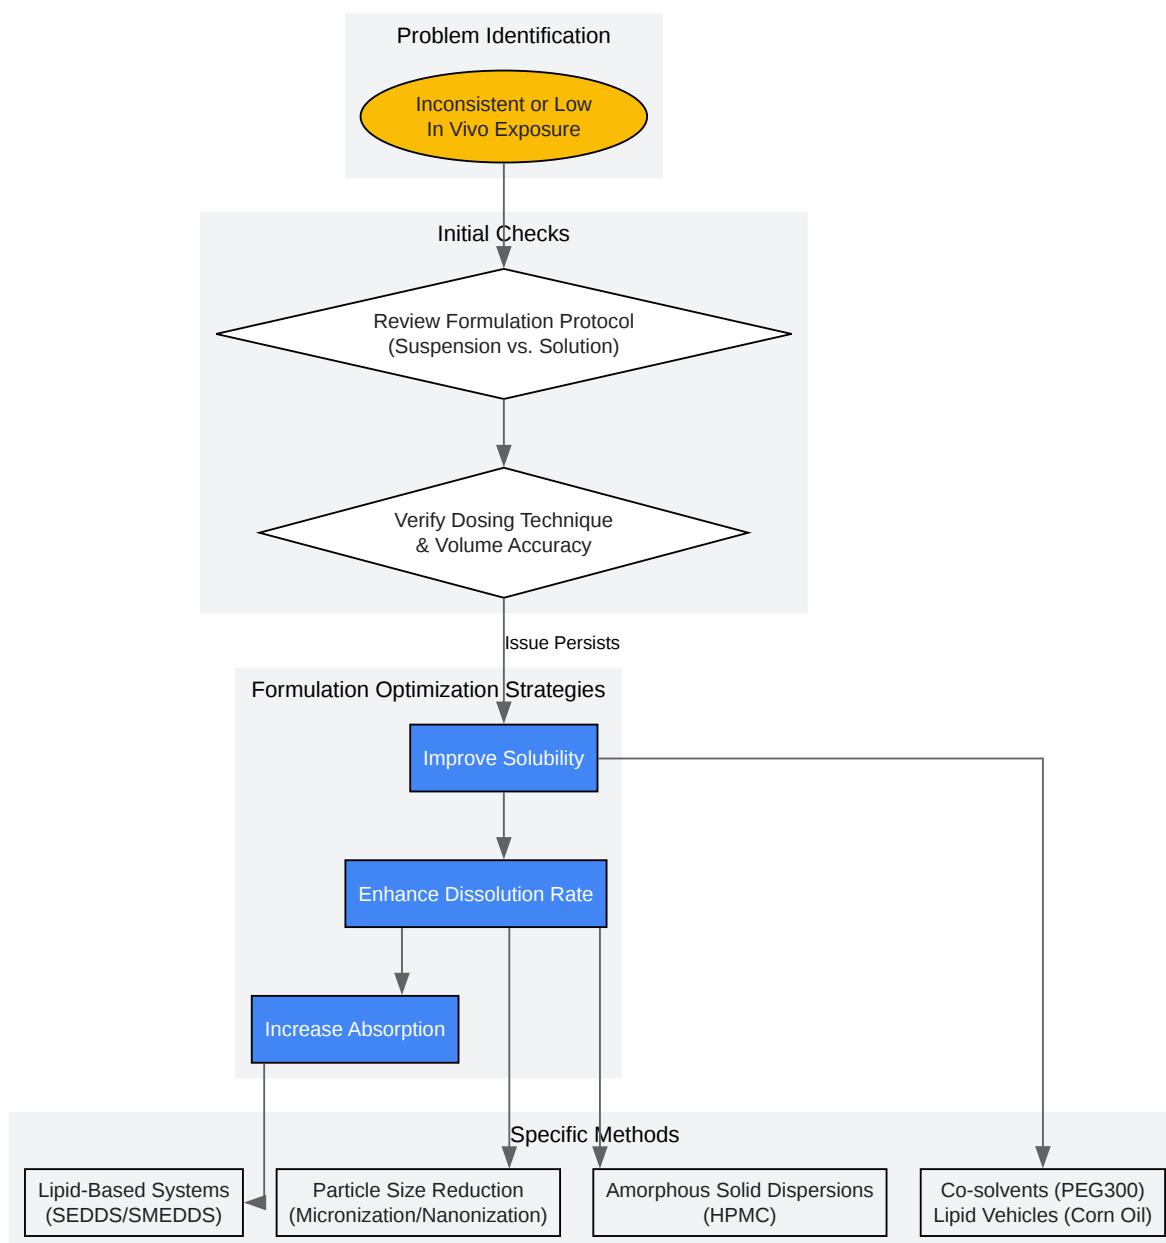 Problem Identification
Inconsistent or Low
In Vivo Exposure
Initial Checks
Review Formulation Protocol
(Suspension vs. Solution)
Verify Dosing Technique
& Volume Accuracy
Issue Persists
Formulation Optimization Strategies
Improve Solubility
Enhance Dissolution Rate
Increase Absorption
Specific Methods
Lipid-Based Systems
(SEDDS/SMEDDS)
Particle Size Reduction
(Micronization/Nanonization)
Amorphous Solid Dispersions
(HPMC)
Co-solvents (PEG300)
Lipid Vehicles (Corn Oil)